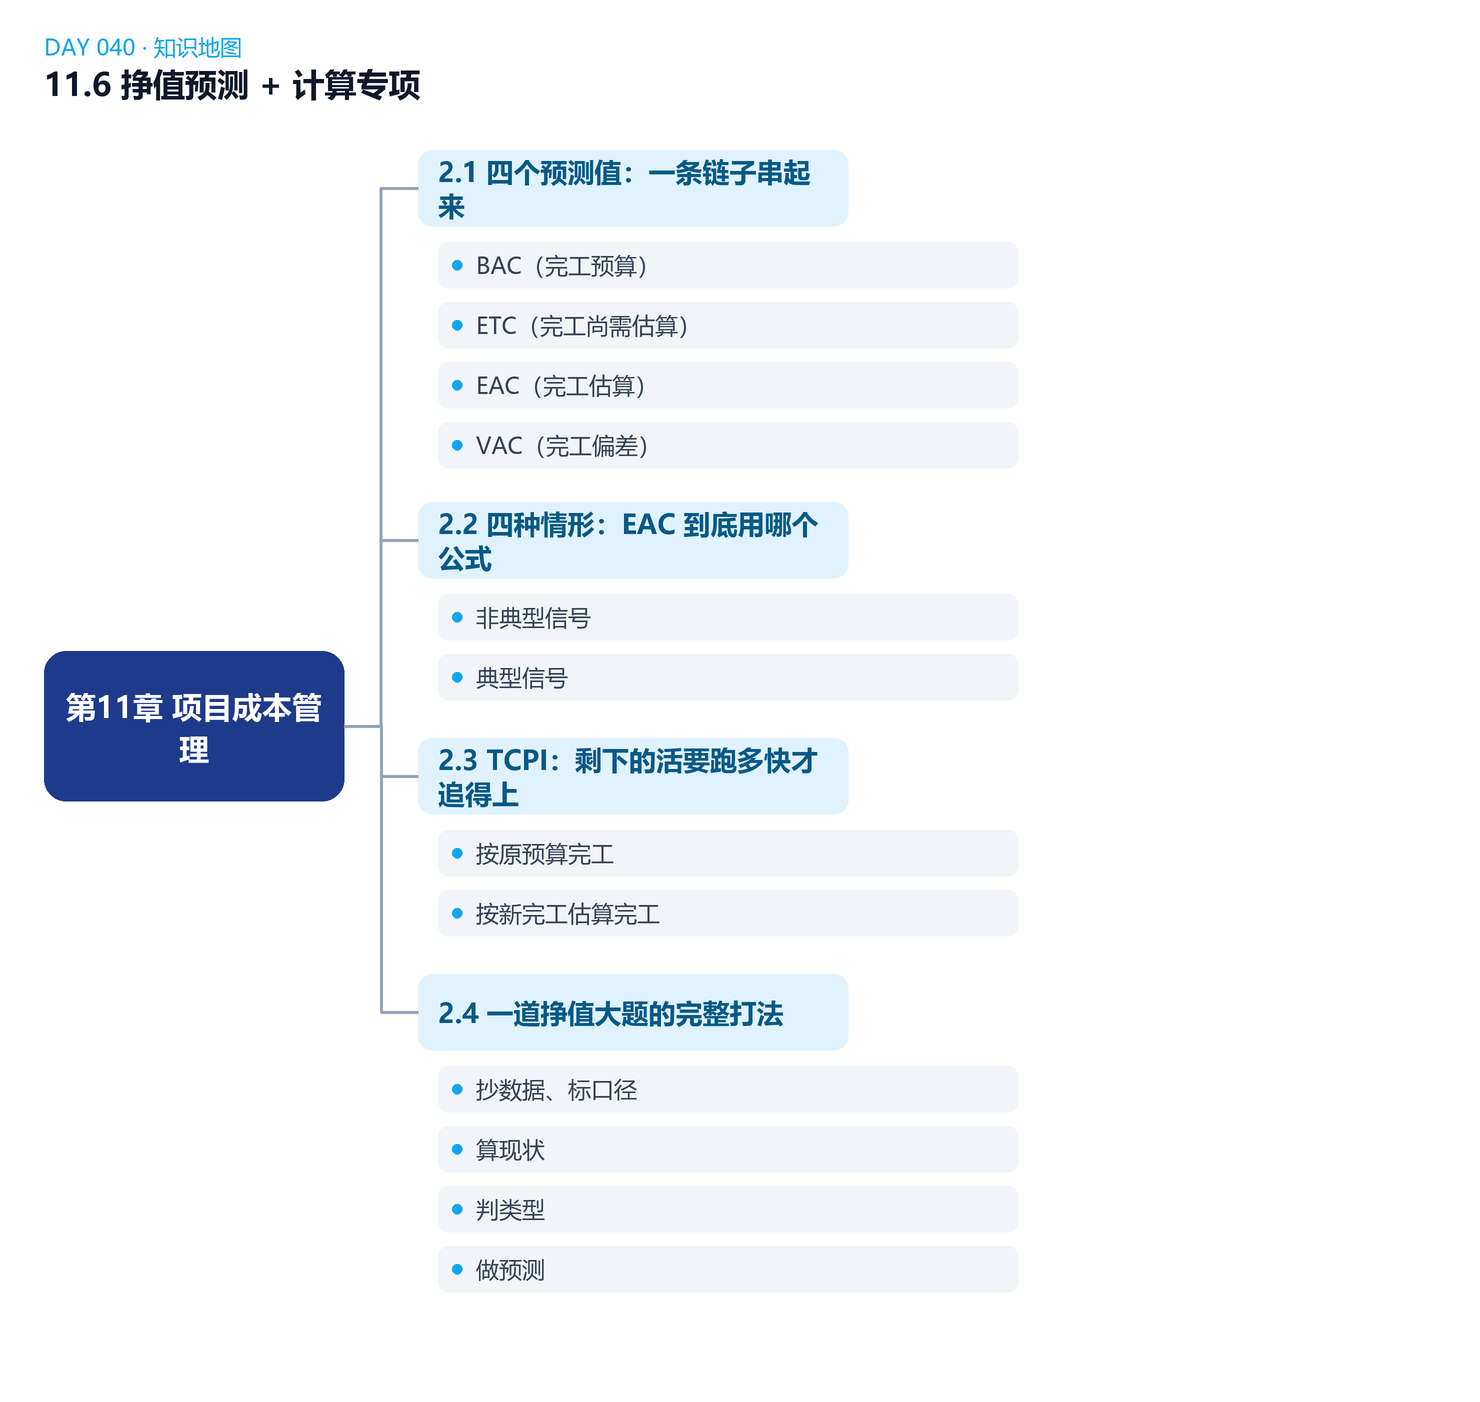 DAY 040 · 知识地图
11.6 挣值预测 + 计算专项
2.1 四个预测值：一条链子串起
来
BAC（完工预算）
ETC（完工尚需估算）
EAC（完工估算）
VAC（完工偏差）
2.2 四种情形：EAC 到底用哪个
公式
非典型信号
典型信号
第11章 项目成本管
理
2.3 TCPI：剩下的活要跑多快才
追得上
按原预算完工
按新完工估算完工
2.4 一道挣值大题的完整打法
抄数据、标口径
算现状
判类型
做预测